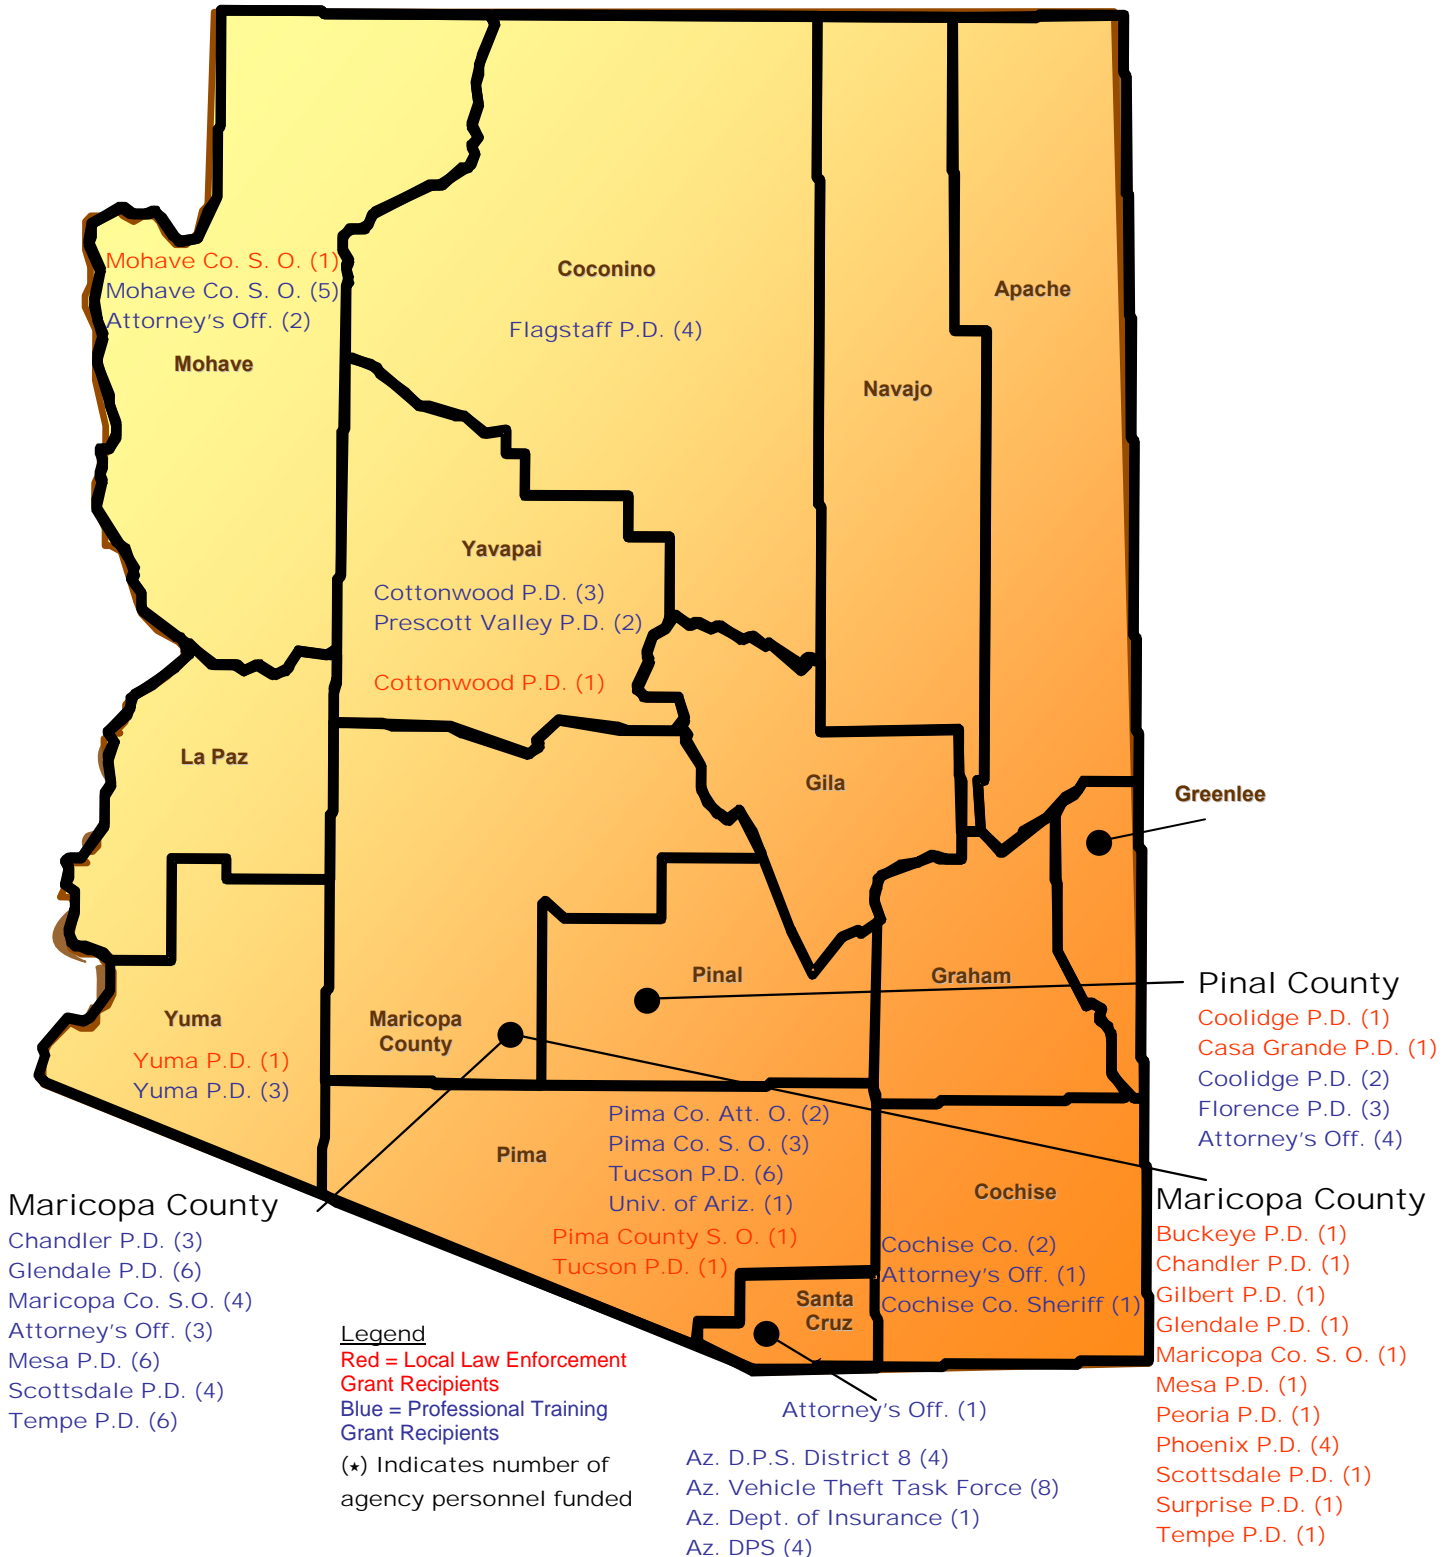 Mohave Co. S. O. (1)
Mohave Co. S. O. (5)
Attorney's Off. (2)
Mohave
Coconino
Flagstaff P.D. (4)
Navajo
Apache
Yavapai
Cottonwood P.D. (3)
Prescott Valley P.D. (2)
Cottonwood P.D. (1)
La Paz
Gila
Greenlee
Yuma
Yuma P.D. (1)
Yuma P.D. (3)
Maricopa
County
Pinal
Graham
Pinal County
Coolidge P.D. (1)
Casa Grande P.D. (1)
Coolidge P.D. (2)
Florence P.D. (3)
Attorney's Off. (4)
Pima
Pima Co. Att. O. (2)
Pima Co. S. O. (3)
Tucson P.D. (6)
Univ. of Ariz. (1)
Pima County S. O. (1)
Tucson P.D. (1)
Cochise
Cochise Co. (2)
Attorney's Off. (1)
Cochise Co. Sheriff (1)
Santa
Cruz
Attorney's Off. (1)
Maricopa County
Chandler P.D. (3)
Glendale P.D. (6)
Maricopa Co. S.O. (4)
Attorney's Off. (3)
Mesa P.D. (6)
Scottsdale P.D. (4)
Tempe P.D. (6)
Legend
Red = Local Law Enforcement
Grant Recipients
Blue = Professional Training
Grant Recipients
(★) Indicates number of
agency personnel funded
Az. D.P.S. District 8 (4)
Az. Vehicle Theft Task Force (8)
Az. Dept. of Insurance (1)
Az. DPS (4)
Maricopa County
Buckeye P.D. (1)
Chandler P.D. (1)
Gilbert P.D. (1)
Glendale P.D. (1)
Maricopa Co. S. O. (1)
Mesa P.D. (1)
Peoria P.D. (1)
Phoenix P.D. (4)
Scottsdale P.D. (1)
Surprise P.D. (1)
Tempe P.D. (1)